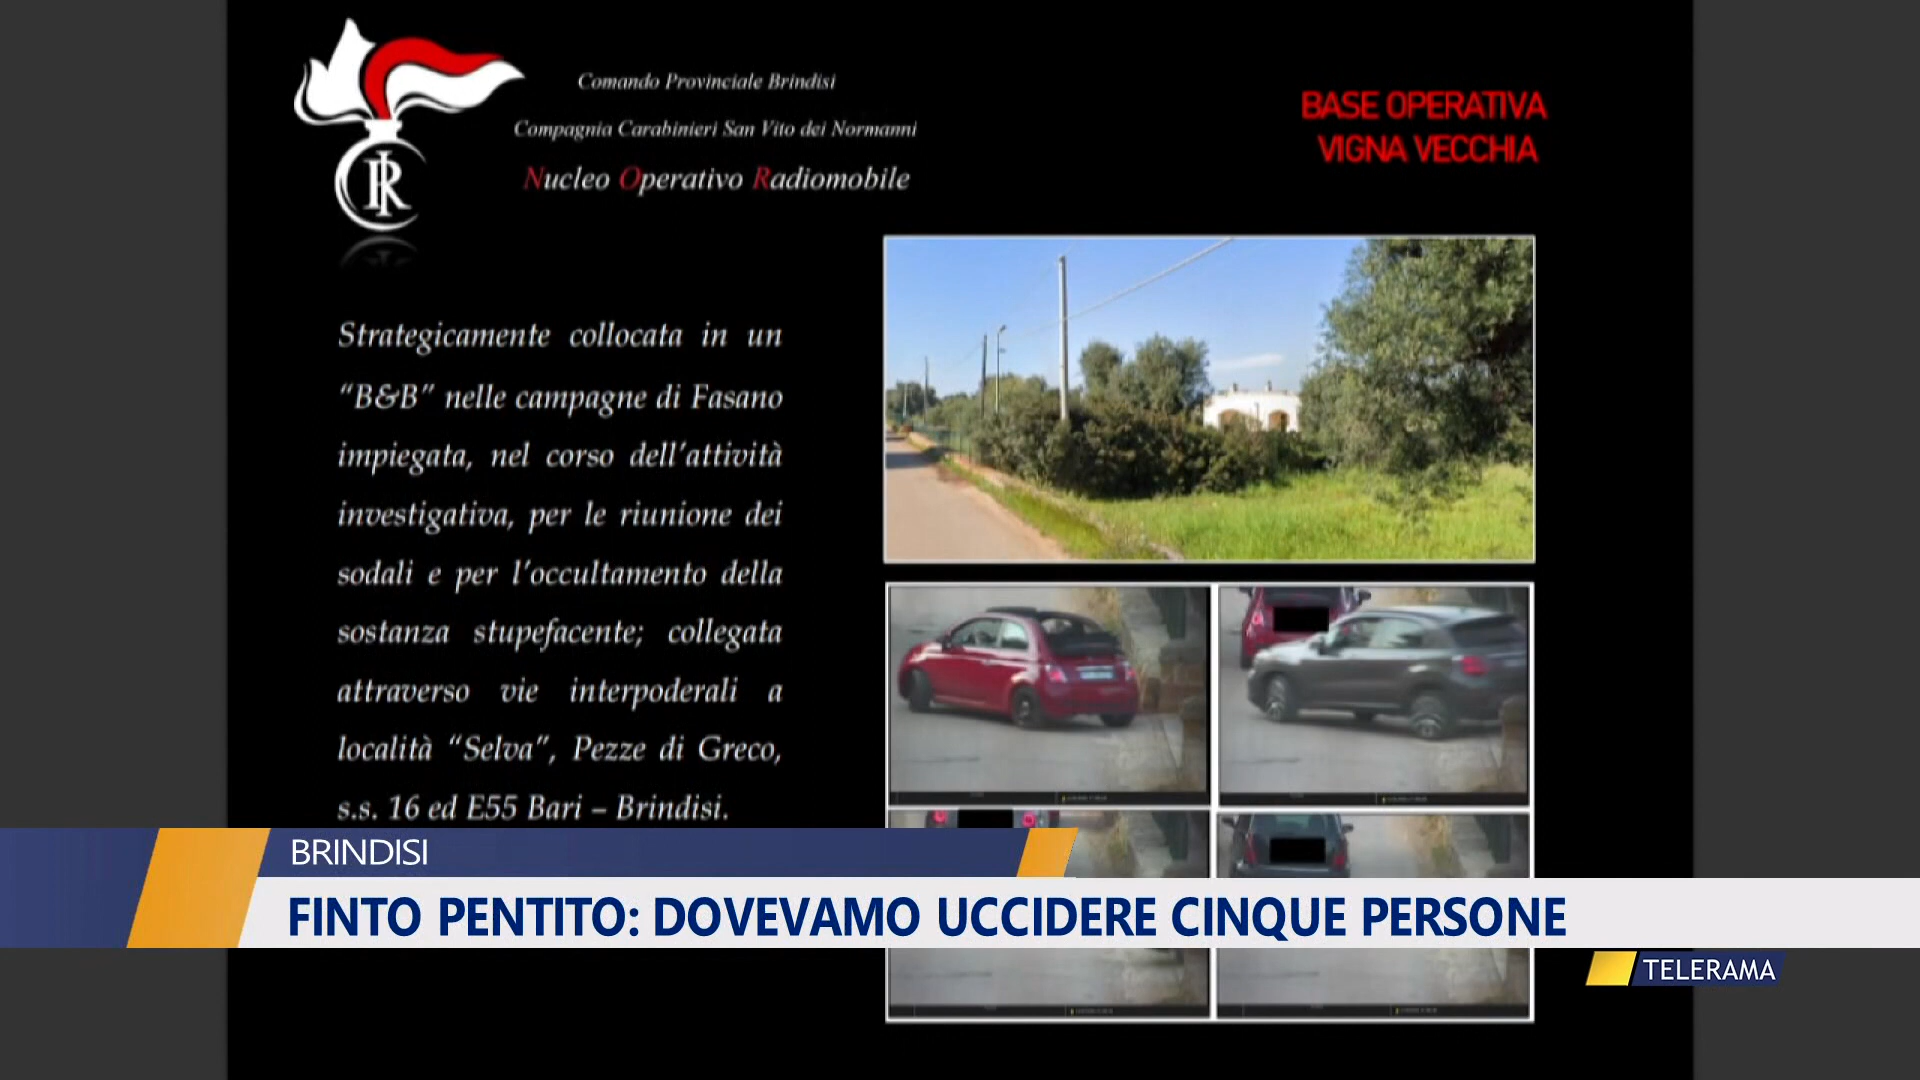 Comando Provinciale Brindisi
Compagnia Carabinieri San Vito dei Normanni
Nucleo Operativo Radiomobile
BASE OPERATIVA
VIGNA VECCHIA
Strategicamente collocata in un
“B&B” nelle campagne di Fasano
impiegata, nel corso dell’attività
investigativa, per le riunione dei
sodali e per l’occultamento della
sostanza stupefacente; collegata
attraverso vie interpoderali a
località “Selva”, Pezze di Greco,
s.s. 16 ed E55 Bari – Brindisi.
BRINDISI
FINTO PENTITO: DOVEVAMO UCCIDERE CINQUE PERSONE
TELERAMA